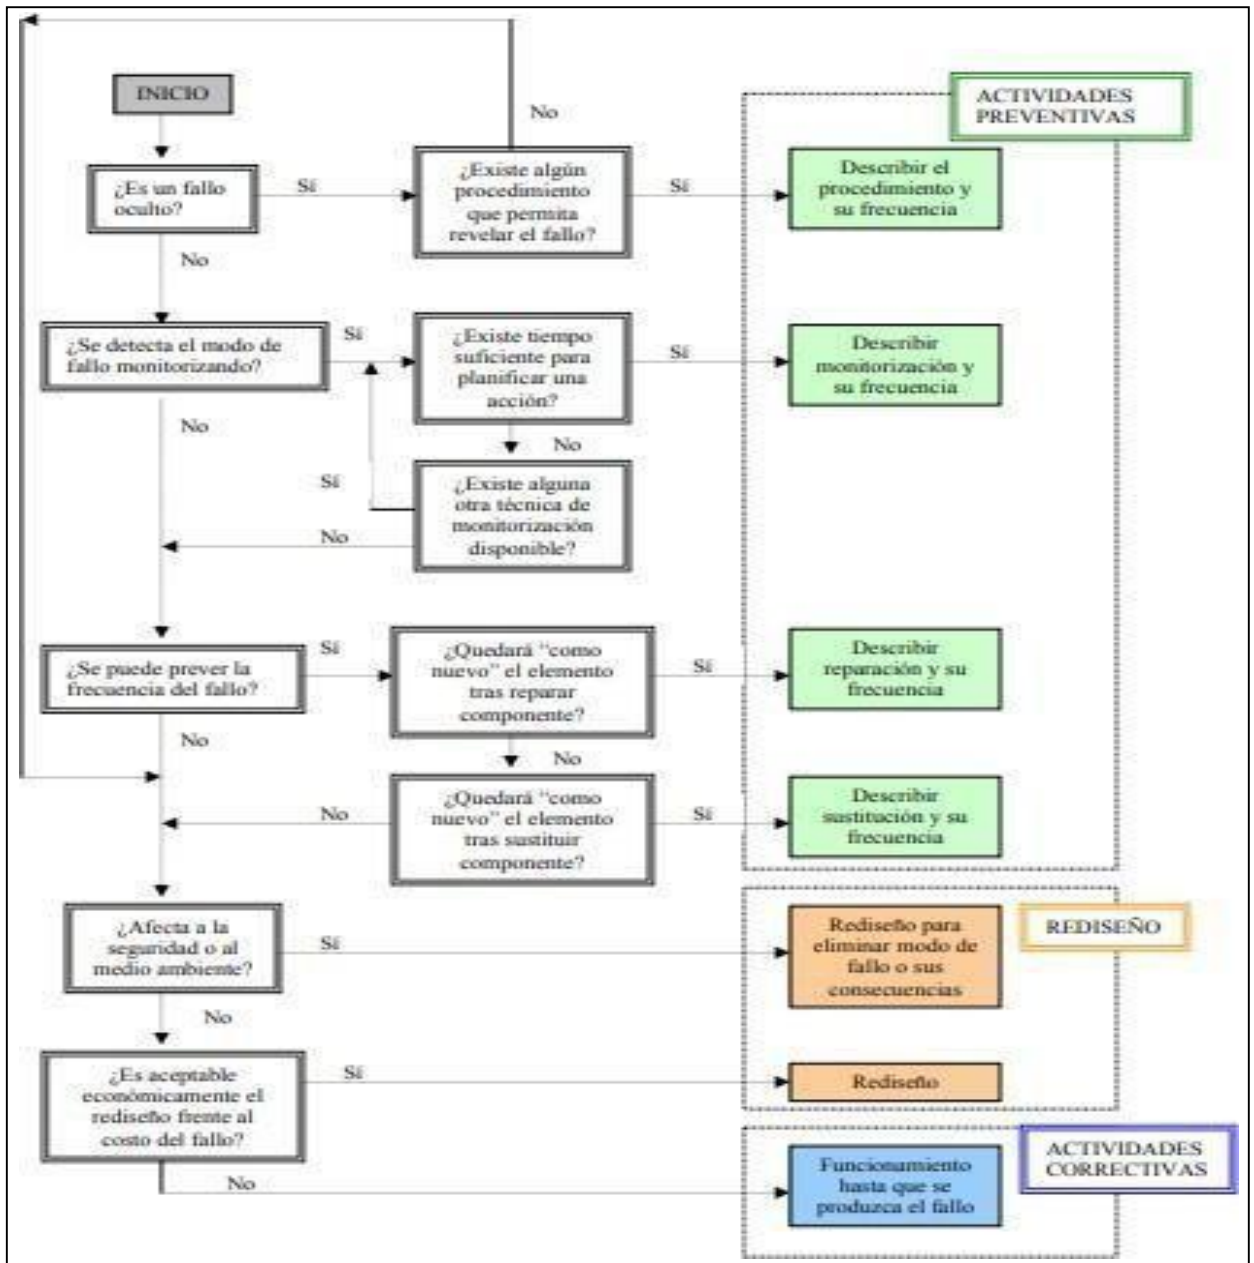 No
INICIO
ACTIVIDADES
PREVENTIVAS
¿Es un fallo
oculto?
Sí
¿Existe algún
procedimiento
que permita
revelar el fallo?
Sí
Describir el
procedimiento y
su frecuencia
No
¿Se detecta el modo de
fallo monitorizando?
Sí
¿Existe tiempo
suficiente para
planificar una
acción?
Sí
Describir
monitorización y
su frecuencia
No
No
Sí
¿Existe alguna
otra técnica de
monitorización
disponible?
No
¿Se puede prever la
frecuencia del fallo?
Sí
¿Quedará “como
nuevo” el elemento
tras reparar
componente?
Sí
Describir
reparación y su
frecuencia
No
No
No
¿Quedará “como
nuevo” el elemento
tras sustituir
componente?
Sí
Describir
sustitución y su
frecuencia
¿Afecta a la
seguridad o al
medio ambiente?
Sí
Rediseño para
eliminar modo de
fallo o sus
consecuencias
REDISEÑO
No
¿Es aceptable
económicamente el
rediseño frente al
costo del fallo?
Sí
Rediseño
No
Funcionamiento
hasta que se
produzca el fallo
ACTIVIDADES
CORRECTIVAS